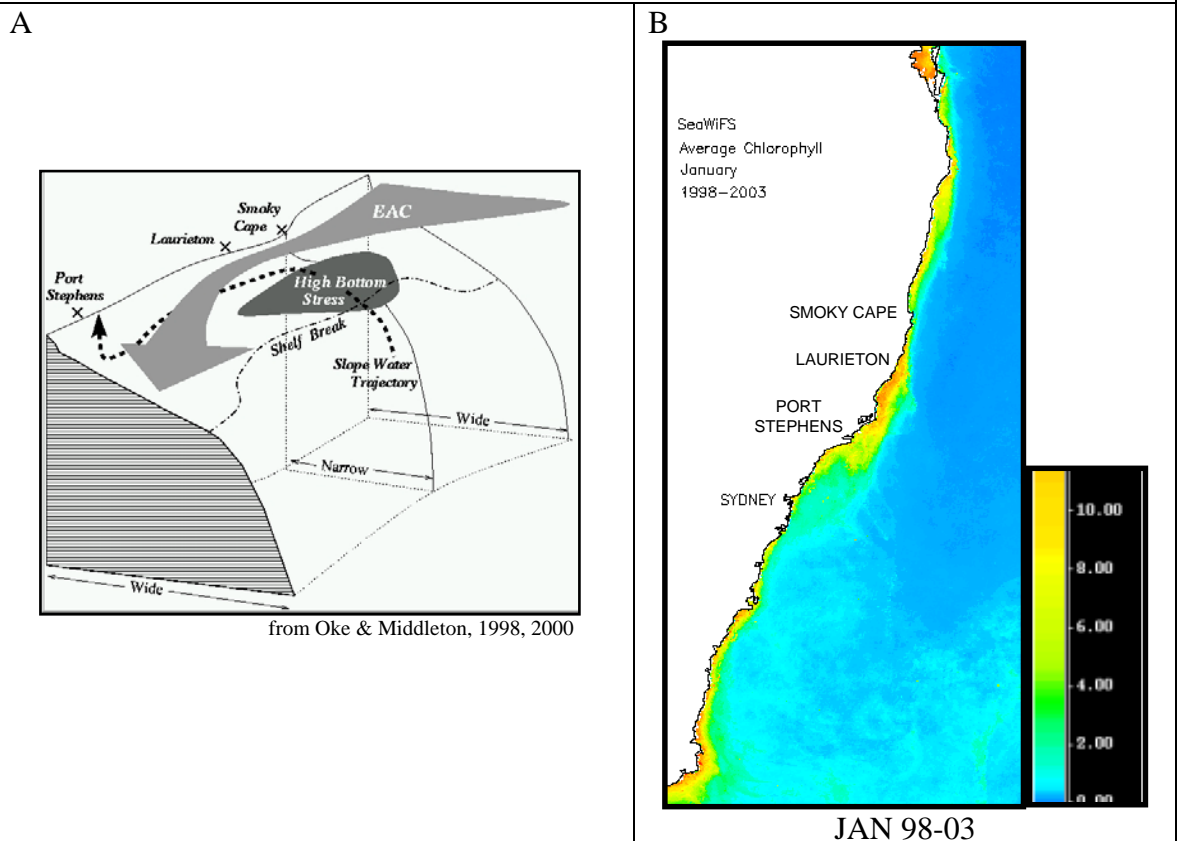 A
EAC
Smoky
Cape
Laurieton
Port
Stephens
High Bottom
Stress
Shelf Break
Slope Water
Trajectory
Wide
Narrow
Wide
from Oke & Middleton, 1998, 2000
B
SeaWiFS
Average Chlorophyll
January
1998-2003
SMOKY CAPE
LAURIETON
PORT
STEPHENS
SYDNEY
10.00
8.00
6.00
4.00
2.00
0.00
JAN 98-03